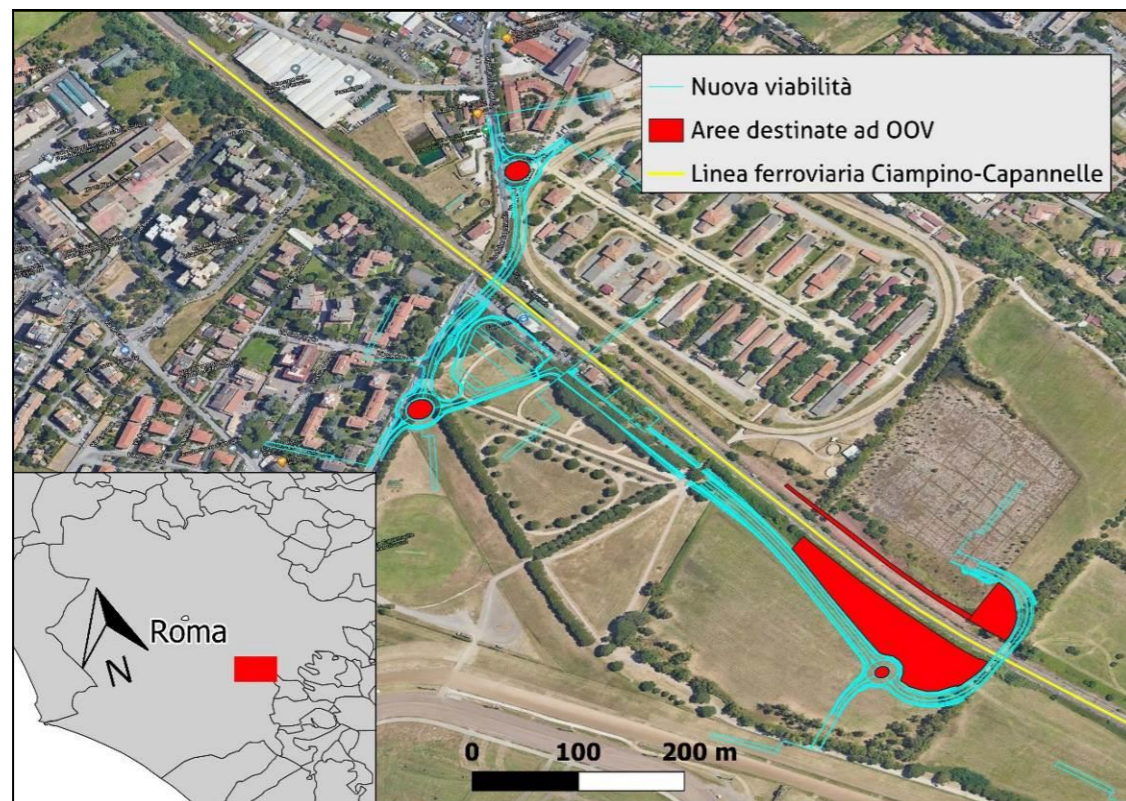 Nuova viabilità
Aree destinate ad OOV
Linea ferroviaria Ciampino-Capannelle
Roma
N
0 100 200 m